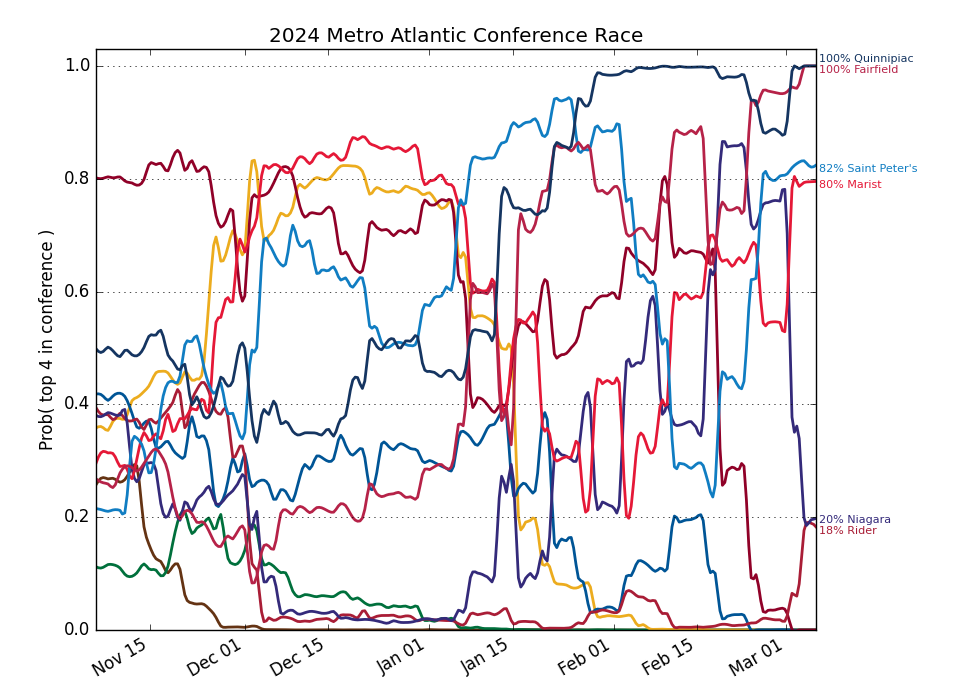 2024 Metro Atlantic Conference Race
Prob( top 4 in conference )
1.0
0.8
0.6
0.4
0.2
0.0
Nov 15
Dec 01
Dec 15
Jan 01
Jan 15
Feb 01
Feb 15
Mar 01
100% Quinnipiac
100% Fairfield
82% Saint Peter's
80% Marist
20% Niagara
18% Rider